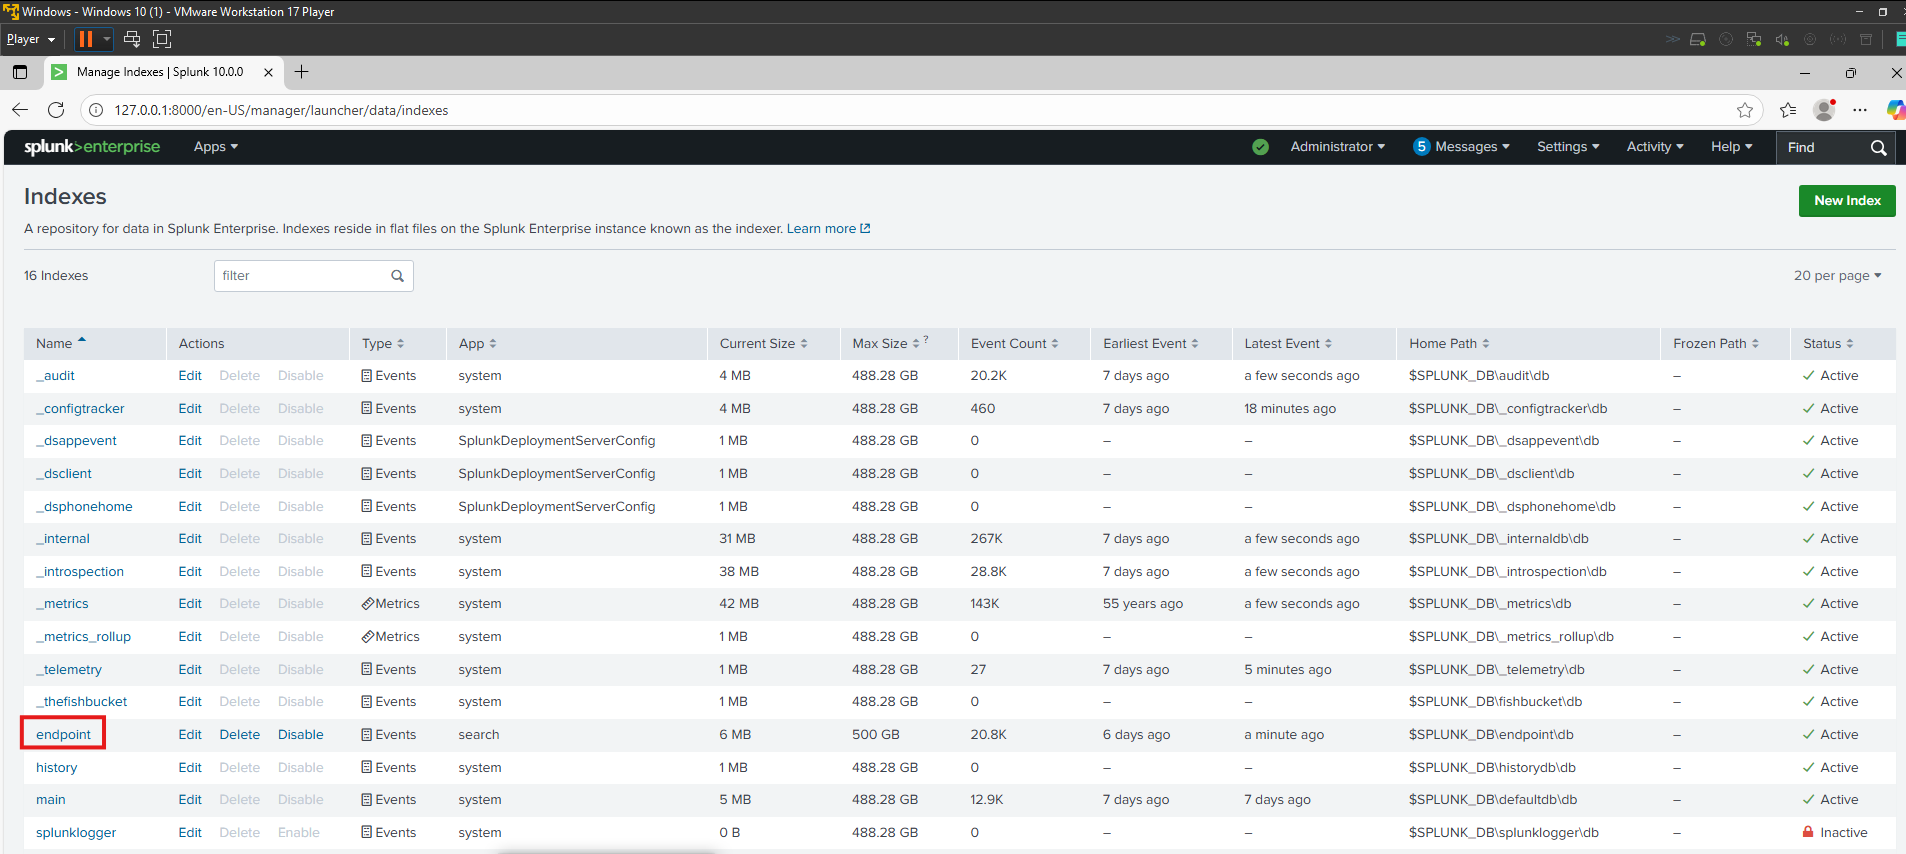 Windows - Windows 10 (1) - VMware Workstation 17 Player
Player
Manage Indexes | Splunk 10.0.0
127.0.0.1:8000/en-US/manager/launcher/data/indexes
splunk>enterprise Apps Administrator 5 Messages Settings Activity Help Find
Indexes
New Index
A repository for data in Splunk Enterprise. Indexes reside in flat files on the Splunk Enterprise instance known as the indexer. Learn more
16 Indexes filter 20 per page
Name Actions Type App Current Size Max Size ? Event Count Earliest Event Latest Event Home Path Frozen Path Status
_audit Edit Delete Disable Events system 4 MB 488.28 GB 20.2K 7 days ago a few seconds ago $SPLUNK_DB\audit\db – Active
_configtracker Edit Delete Disable Events system 4 MB 488.28 GB 460 7 days ago 18 minutes ago $SPLUNK_DB\_configtracker\db – Active
_dsappevent Edit Delete Disable Events SplunkDeploymentServerConfig 1 MB 488.28 GB 0 – – $SPLUNK_DB\_dsappevent\db – Active
_dsclient Edit Delete Disable Events SplunkDeploymentServerConfig 1 MB 488.28 GB 0 – – $SPLUNK_DB\_dsclient\db – Active
_dsphonehome Edit Delete Disable Events SplunkDeploymentServerConfig 1 MB 488.28 GB 0 – – $SPLUNK_DB\_dsphonehome\db – Active
_internal Edit Delete Disable Events system 31 MB 488.28 GB 267K 7 days ago a few seconds ago $SPLUNK_DB\_internaldb\db – Active
_introspection Edit Delete Disable Events system 38 MB 488.28 GB 28.8K 7 days ago a few seconds ago $SPLUNK_DB\_introspection\db – Active
_metrics Edit Delete Disable Metrics system 42 MB 488.28 GB 143K 55 years ago a few seconds ago $SPLUNK_DB\_metrics\db – Active
_metrics_rollup Edit Delete Disable Metrics system 1 MB 488.28 GB 0 – – $SPLUNK_DB\_metrics_rollup\db – Active
_telemetry Edit Delete Disable Events system 1 MB 488.28 GB 27 7 days ago 5 minutes ago $SPLUNK_DB\_telemetry\db – Active
_thefishbucket Edit Delete Disable Events system 1 MB 488.28 GB 0 – – $SPLUNK_DB\fishbucket\db – Active
endpoint Edit Delete Disable Events search 6 MB 500 GB 20.8K 6 days ago a minute ago $SPLUNK_DB\endpoint\db – Active
history Edit Delete Disable Events system 1 MB 488.28 GB 0 – – $SPLUNK_DB\historydb\db – Active
main Edit Delete Disable Events system 5 MB 488.28 GB 12.9K 7 days ago 7 days ago $SPLUNK_DB\defaultdb\db – Active
splunklogger Edit Delete Enable Events system 0 B 488.28 GB 0 – – $SPLUNK_DB\splunklogger\db – Inactive